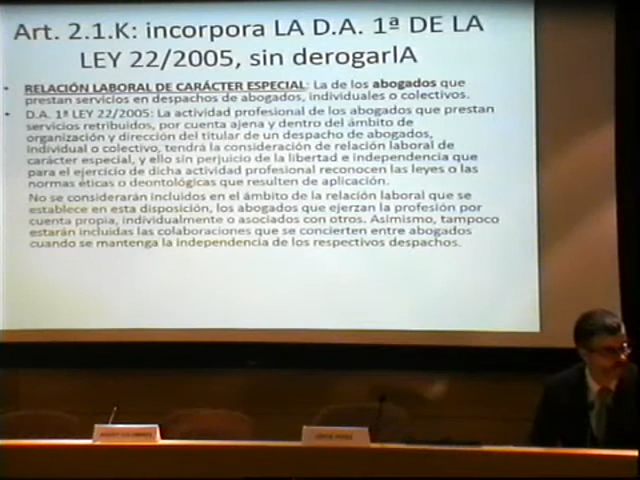 Art. 2.1.K: incorpora LA D.A. 1ª DE LA
LEY 22/2005, sin derogarlA
• RELACIÓN LABORAL DE CARÁCTER ESPECIAL: La de los abogados que
prestan servicios en despachos de abogados, individuales o colectivos.
• D.A. 1ª LEY 22/2005: La actividad profesional de los abogados que prestan
servicios retribuidos, por cuenta ajena y dentro del ámbito de
organización y dirección del titular de un despacho de abogados,
individual o colectivo, tendrá la consideración de relación laboral de
carácter especial, y ello sin perjuicio de la libertad e independencia que
para el ejercicio de dicha actividad profesional reconocen las leyes o las
normas éticas o deontológicas que resulten de aplicación.
No se considerarán incluidos en el ámbito de la relación laboral que se
establece en esta disposición, los abogados que ejerzan la profesión por
cuenta propia, individualmente o asociados con otros. Asimismo, tampoco
estarán incluidas las colaboraciones que se concierten entre abogados
cuando se mantenga la independencia de los respectivos despachos.